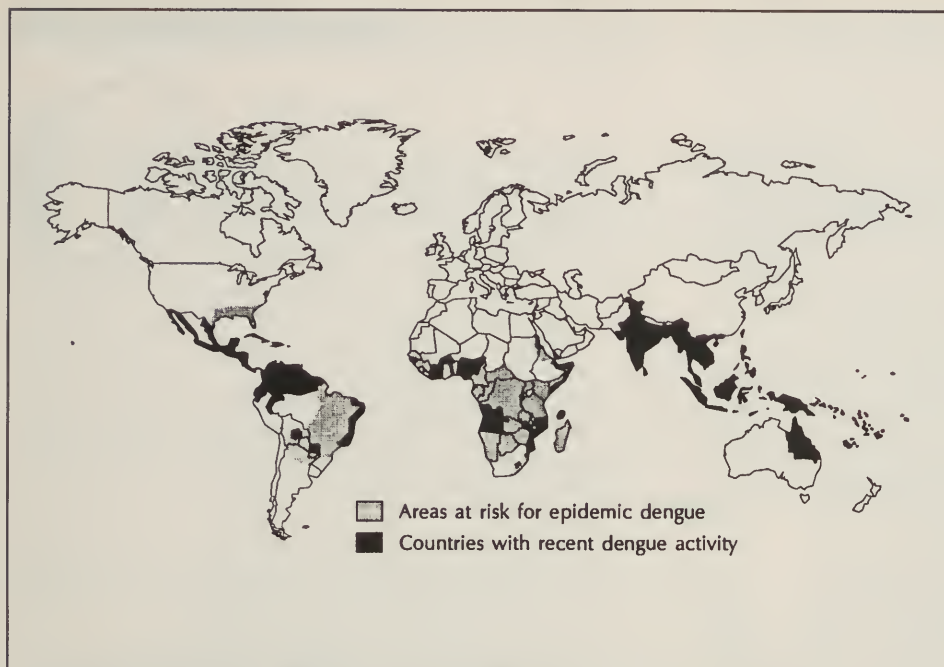 Areas at risk for epidemic dengue
Countries with recent dengue activity